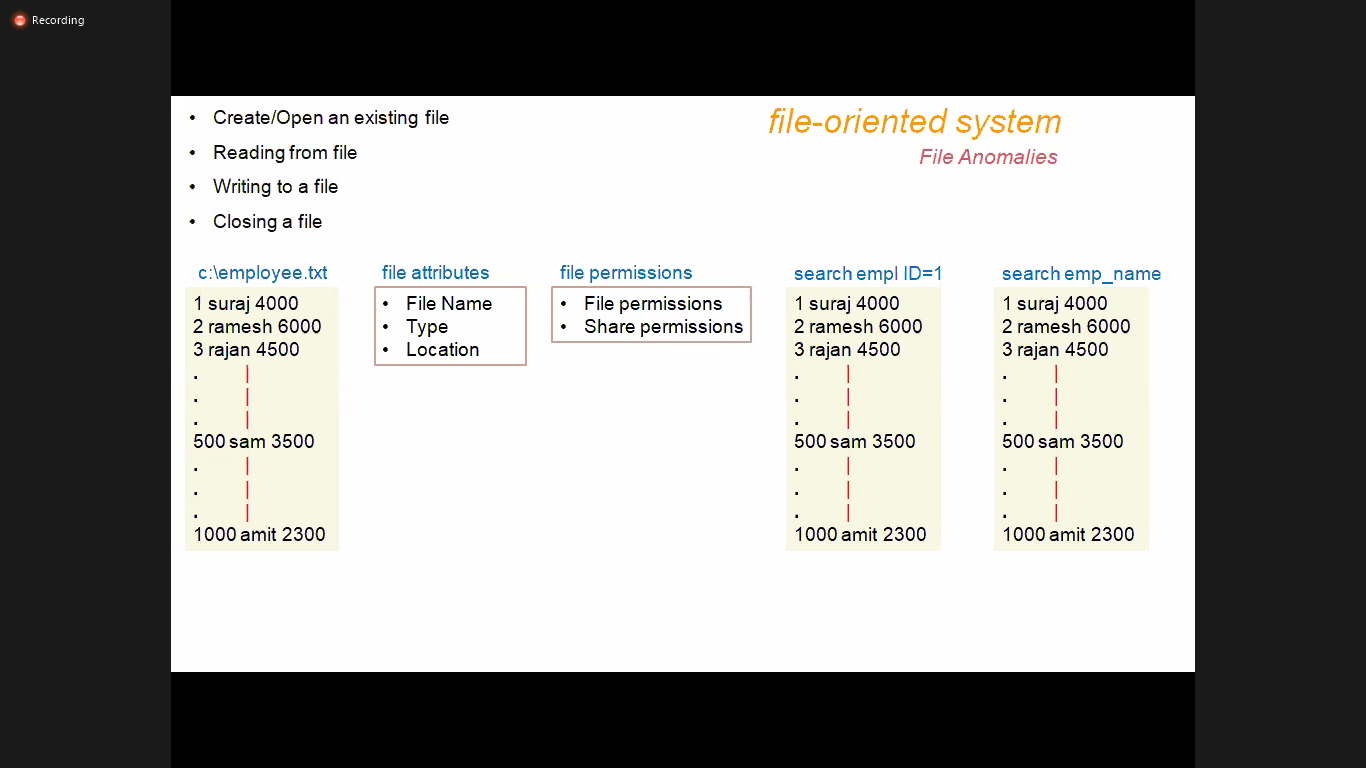 Recording
• Create/Open an existing file
• Reading from file
• Writing to a file
• Closing a file
file-oriented system
File Anomalies
c:\employee.txt
1 suraj 4000
2 ramesh 6000
3 rajan 4500
. |
. |
. |
500 sam 3500
. |
. |
. |
1000 amit 2300
file attributes
• File Name
• Type
• Location
file permissions
• File permissions
• Share permissions
search empl ID=1
1 suraj 4000
2 ramesh 6000
3 rajan 4500
. |
. |
. |
500 sam 3500
. |
. |
. |
1000 amit 2300
search emp_name
1 suraj 4000
2 ramesh 6000
3 rajan 4500
. |
. |
. |
500 sam 3500
. |
. |
. |
1000 amit 2300